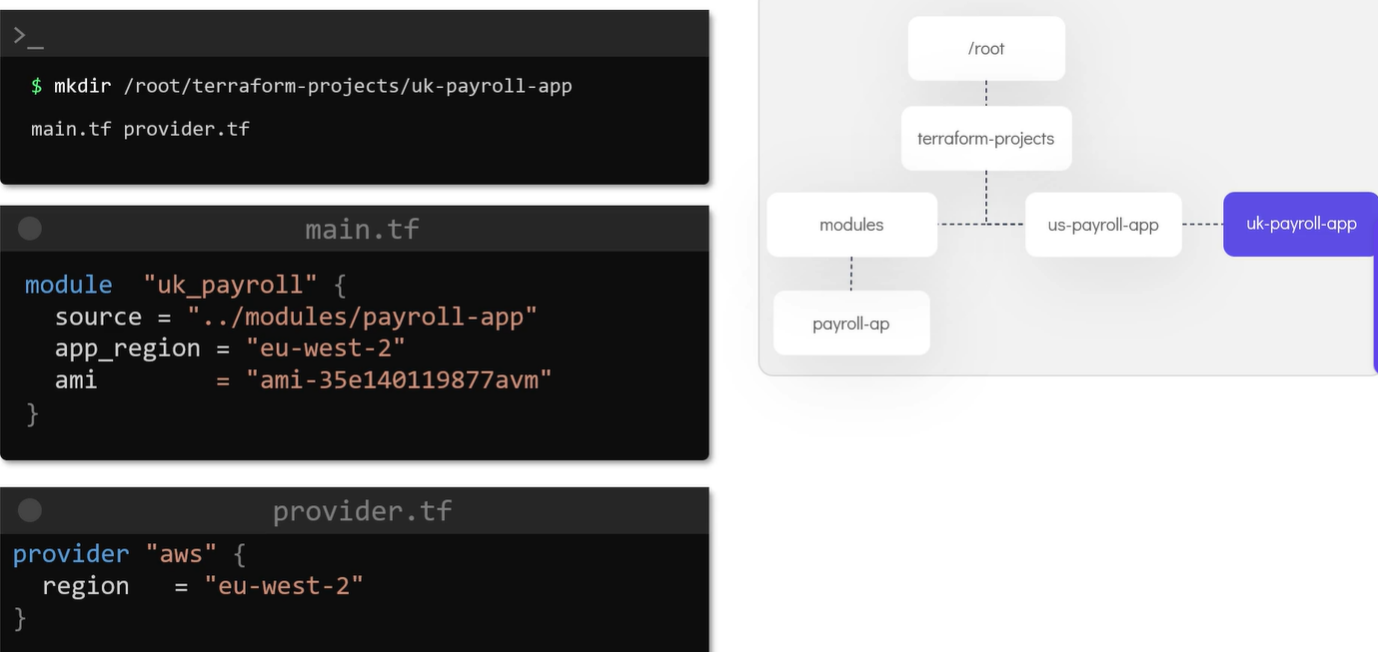 >_
$ mkdir /root/terraform-projects/uk-payroll-app
main.tf provider.tf
main.tf
module  "uk_payroll" {
  source = "../modules/payroll-app"
  app_region = "eu-west-2"
  ami        = "ami-35e140119877avm"
}
provider.tf
provider "aws" {
  region   = "eu-west-2"
}
/root
terraform-projects
modules
us-payroll-app
uk-payroll-app
payroll-ap